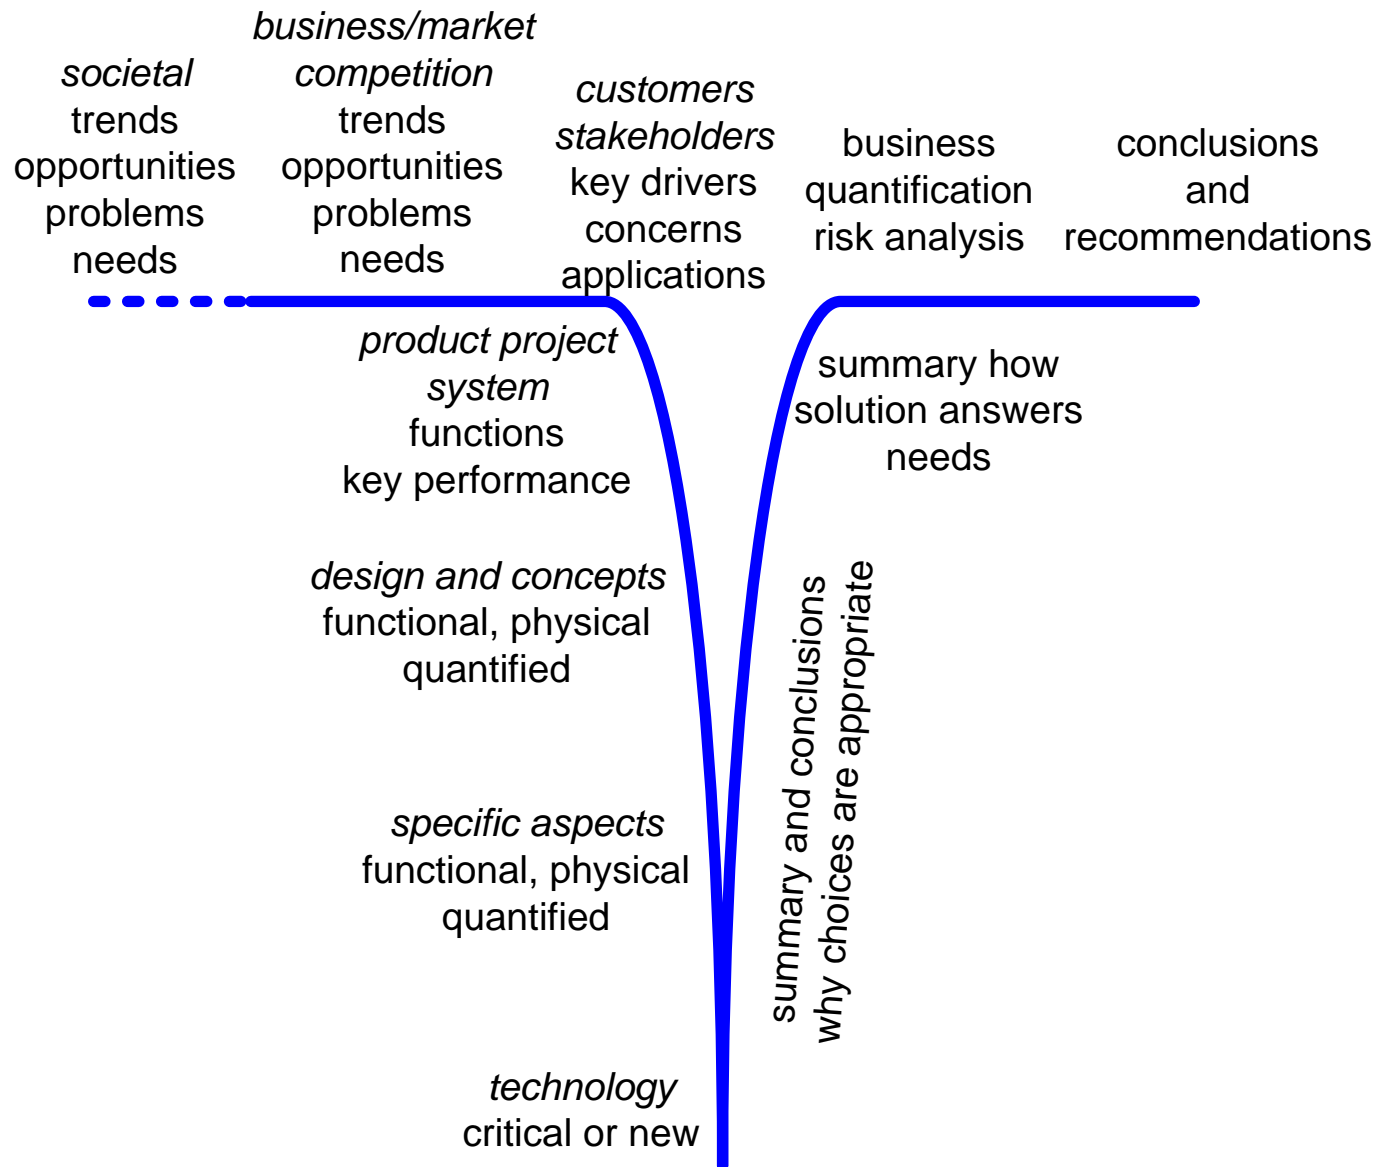 societal
trends
opportunities
problems
needs
business/market
competition
trends
opportunities
problems
needs
customers
stakeholders
key drivers
concerns
applications
business
quantification
risk analysis
conclusions
and
recommendations
product project
system
functions
key performance
summary how
solution answers
needs
design and concepts
functional, physical
quantified
specific aspects
functional, physical
quantified
summary and conclusions
why choices are appropriate
technology
critical or new